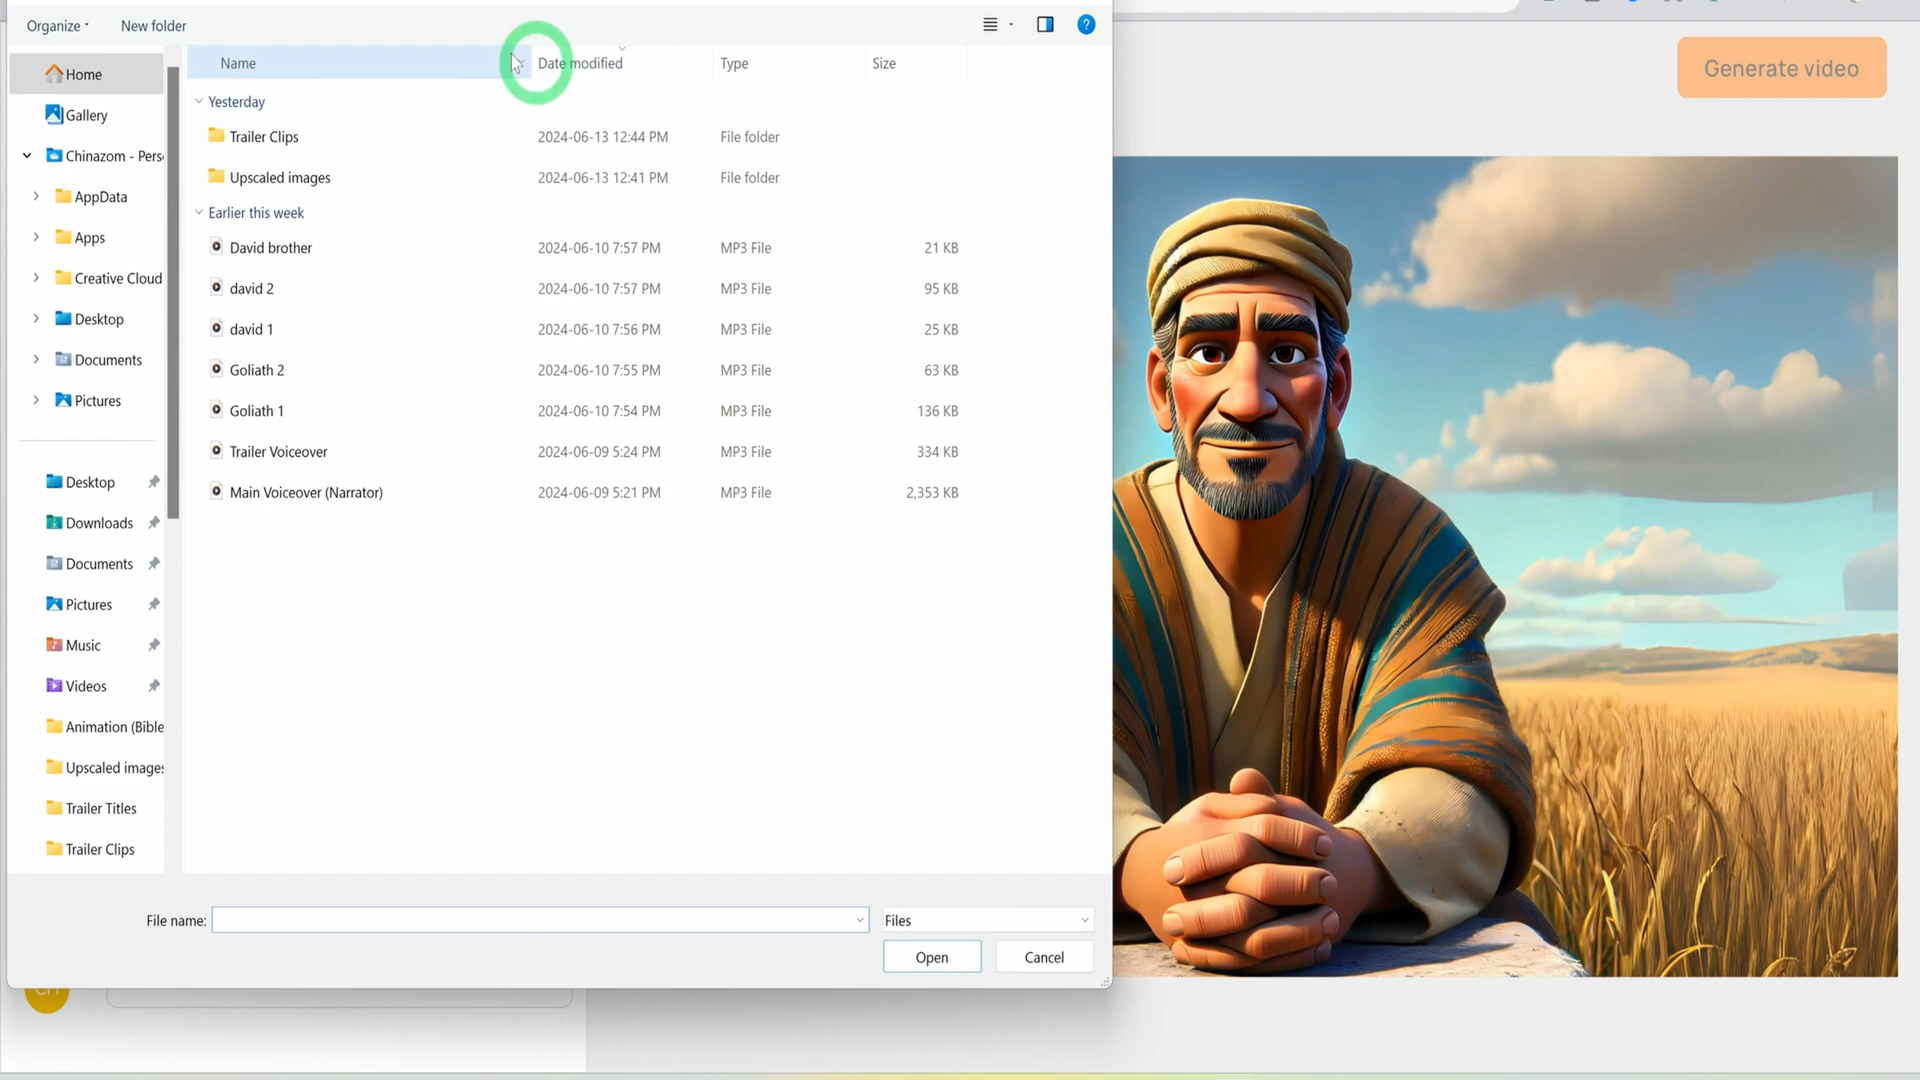 Organize
New folder
Generate video
Name
Date modified
Type
Size
Home
Gallery
Chinazom - Pers
AppData
Apps
Creative Cloud
Desktop
Documents
Pictures
Desktop
Downloads
Documents
Pictures
Music
Videos
Animation (Bible
Upscaled images
Trailer Titles
Trailer Clips
Yesterday
Trailer Clips 2024-06-13 12:44 PM File folder
Upscaled images 2024-06-13 12:41 PM File folder
Earlier this week
David brother 2024-06-10 7:57 PM MP3 File 21 KB
david 2 2024-06-10 7:57 PM MP3 File 95 KB
david 1 2024-06-10 7:56 PM MP3 File 25 KB
Goliath 2 2024-06-10 7:55 PM MP3 File 63 KB
Goliath 1 2024-06-10 7:54 PM MP3 File 136 KB
Trailer Voiceover 2024-06-09 5:24 PM MP3 File 334 KB
Main Voiceover (Narrator) 2024-06-09 5:21 PM MP3 File 2,353 KB
File name:
Files
Open
Cancel